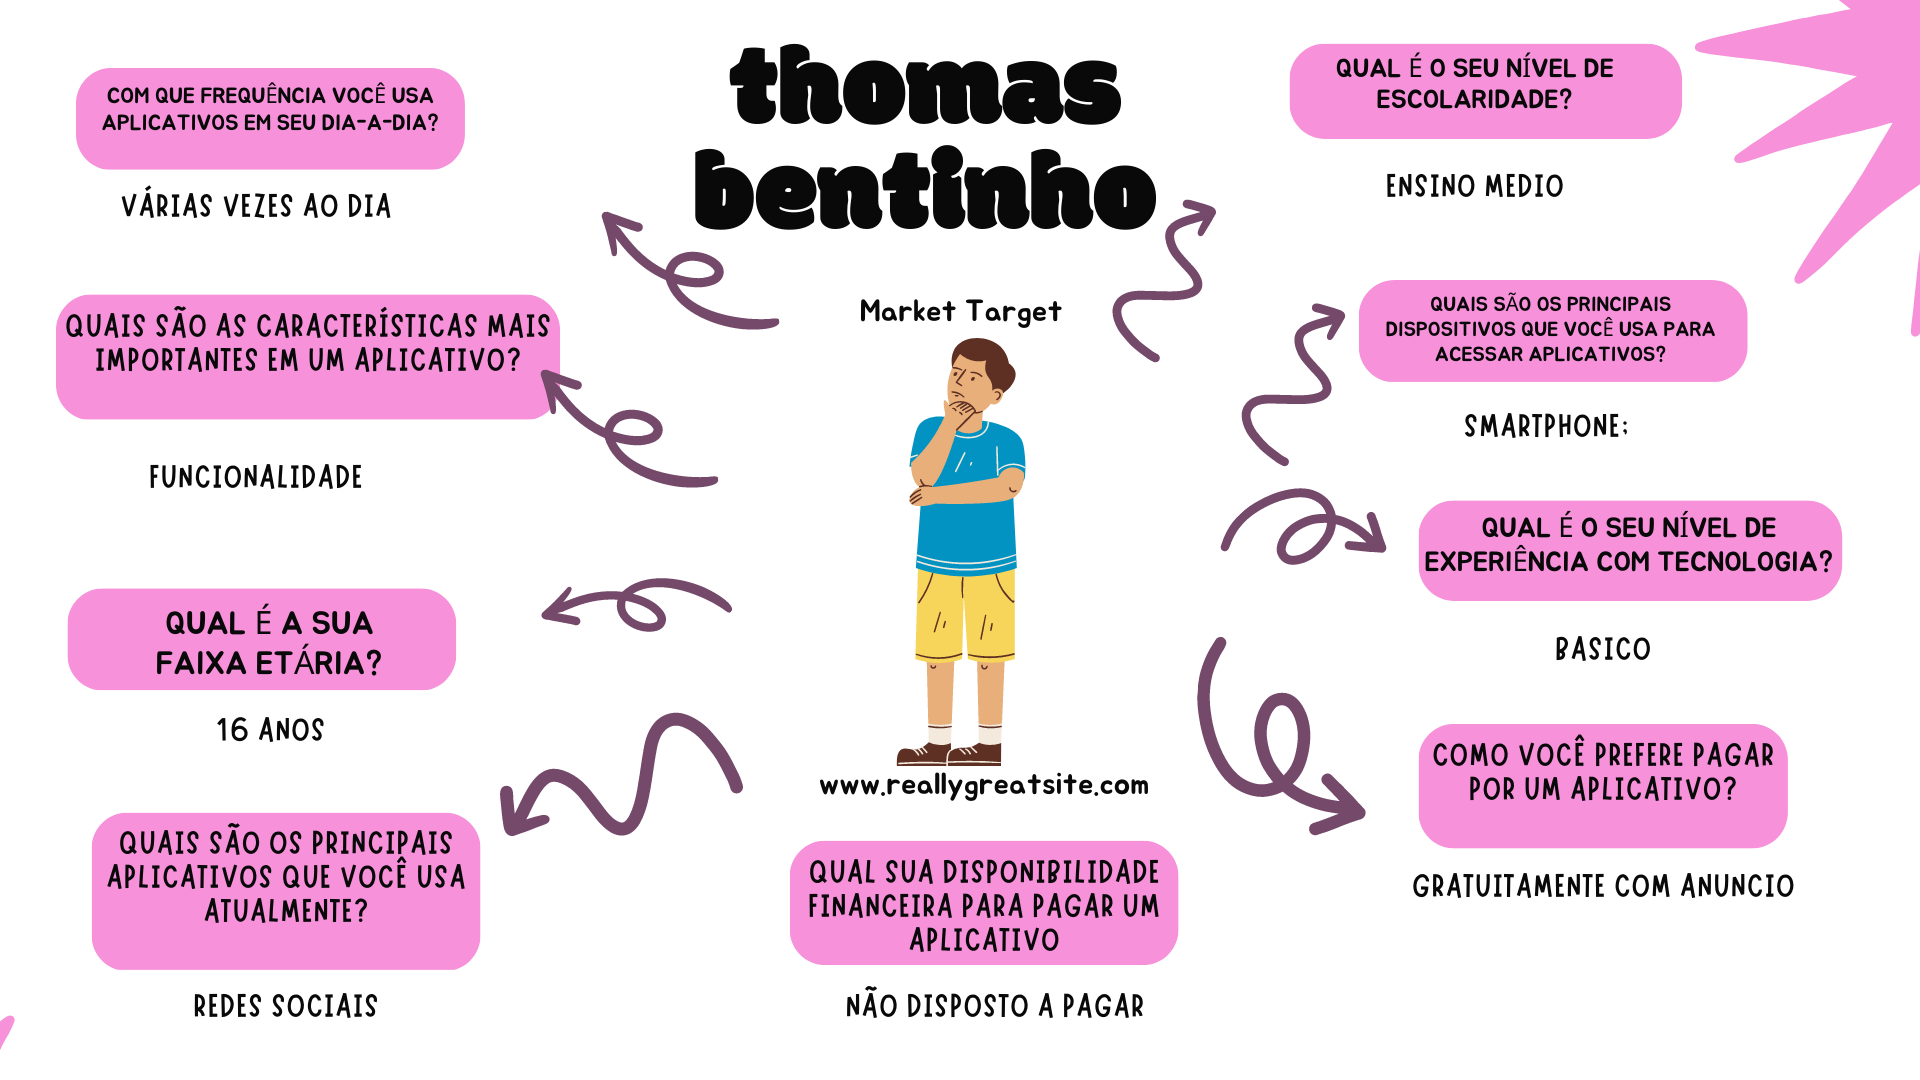 thomas
bentinho
Market Target
COM QUE FREQUÊNCIA VOCÊ USA
APLICATIVOS EM SEU DIA-A-DIA?
VÁRIAS VEZES AO DIA
QUAIS SÃO AS CARACTERÍSTICAS MAIS
IMPORTANTES EM UM APLICATIVO?
FUNCIONALIDADE
QUAL É A SUA
FAIXA ETÁRIA?
16 ANOS
QUAIS SÃO OS PRINCIPAIS
APLICATIVOS QUE VOCÊ USA
ATUALMENTE?
REDES SOCIAIS
www.reallygreatsite.com
QUAL SUA DISPONIBILIDADE
FINANCEIRA PARA PAGAR UM
APLICATIVO
NÃO DISPOSTO A PAGAR
QUAL É O SEU NÍVEL DE
ESCOLARIDADE?
ENSINO MEDIO
QUAIS SÃO OS PRINCIPAIS
DISPOSITIVOS QUE VOCÊ USA PARA
ACESSAR APLICATIVOS?
SMARTPHONE;
QUAL É O SEU NÍVEL DE
EXPERIÊNCIA COM TECNOLOGIA?
BASICO
COMO VOCÊ PREFERE PAGAR
POR UM APLICATIVO?
GRATUITAMENTE COM ANUNCIO